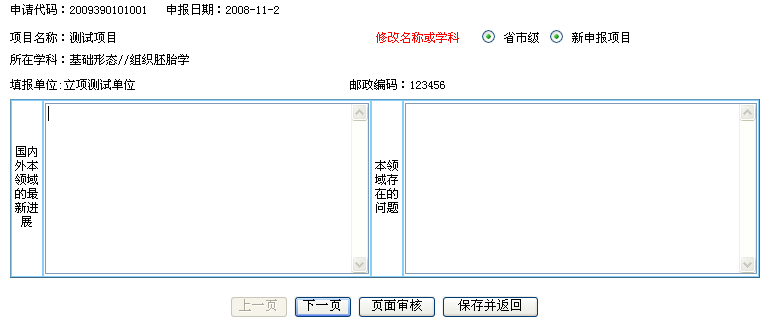 申请代码：2009390101001 申报日期：2008-11-2
项目名称：测试项目 修改名称或学科 省市级 新申报项目
所在学科：基础形态//组织胚胎学
填报单位:立项测试单位 邮政编码：123456
国内
外本
领域
的最
新进
展
本领
域存
在的
问题
上一页 下一页 页面审核 保存并返回